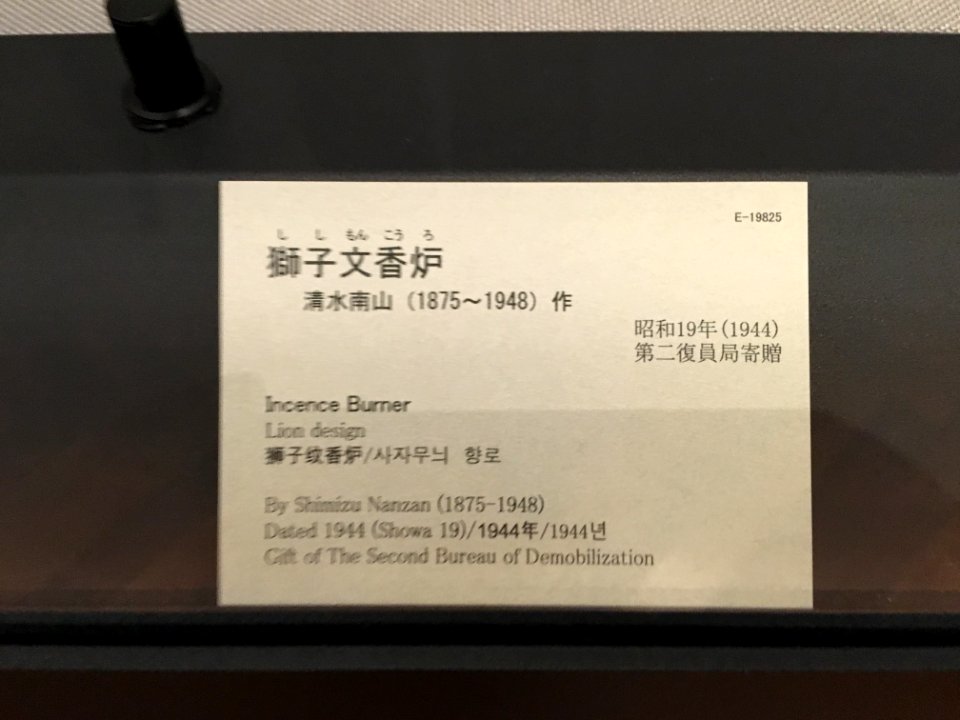 E-19825
し し もん こう ろ
獅子文香炉
清水南山（1875〜1948）作
昭和19年(1944)
第二復員局寄贈
Incence Burner
Lion design
狮子纹香炉/사자무늬 향로
By Shimizu Nanzan (1875-1948)
Dated 1944 (Showa 19)/1944年/1944년
Gift of The Second Bureau of Demobilization